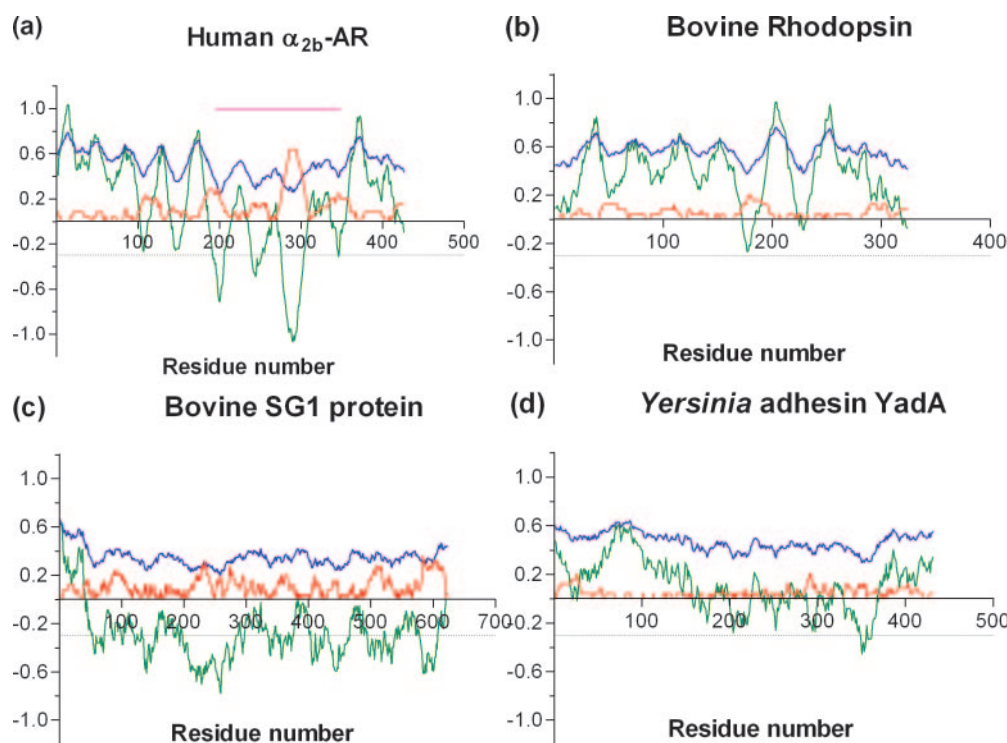 (a)
Human α2b-AR
1.0
0.6
0.2
-0.2
-0.6
-1.0
100 200 300 400 500
Residue number
(b)
Bovine Rhodopsin
1.0
0.6
0.2
-0.2
-0.6
-1.0
100 200 300 400
Residue number
(c)
Bovine SG1 protein
1.0
0.6
0.2
-0.2
-0.6
-1.0
100 200 300 400 500 600 700
Residue number
(d)
Yersinia adhesin YadA
1.0
0.6
0.2
-0.2
-0.6
-1.0
100 200 300 400 500
Residue number